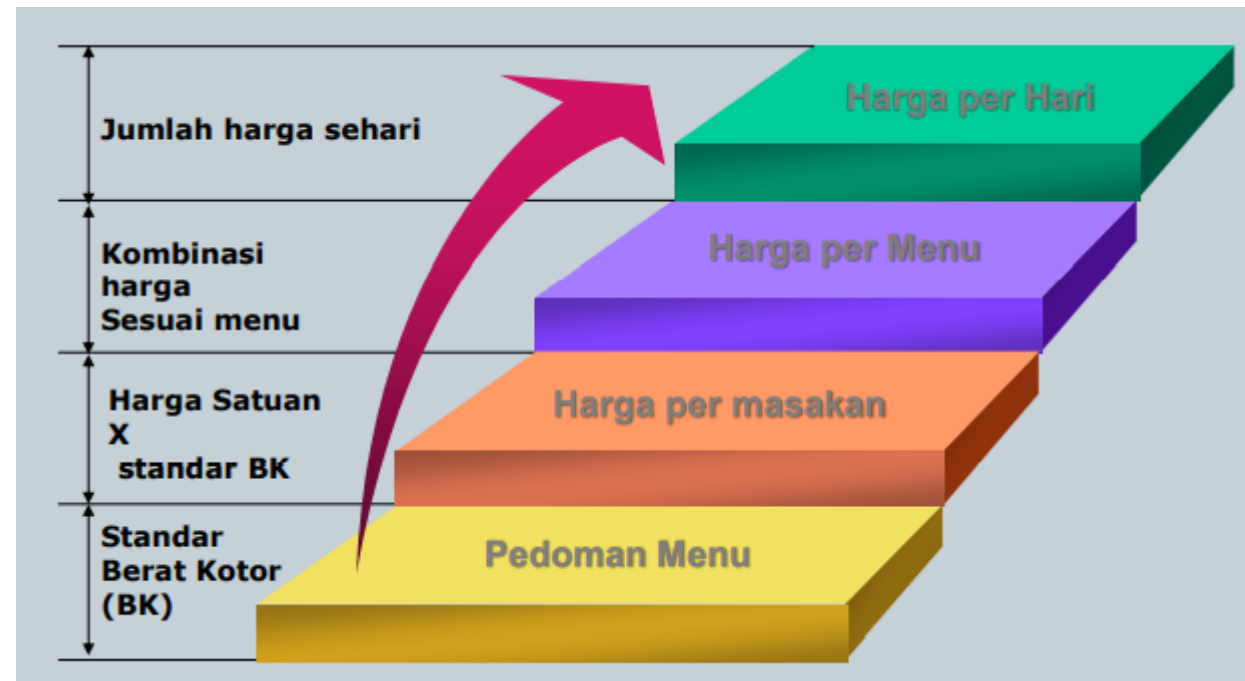 Jumlah harga sehari
Harga per Hari
Kombinasi
harga
Sesuai menu
Harga per Menu
Harga Satuan
X
standar BK
Harga per masakan
Standar
Berat Kotor
(BK)
Pedoman Menu